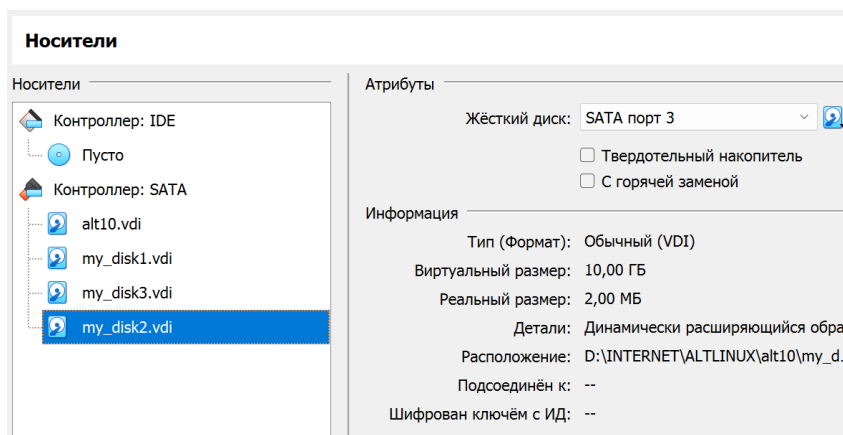 Носители
Носители
Контроллер: IDE
Пусто
Контроллер: SATA
alt10.vdi
my_disk1.vdi
my_disk3.vdi
my_disk2.vdi
Атрибуты
Жёсткий диск: SATA порт 3
Твердотельный накопитель
С горячей заменой
Информация
Тип (Формат): Обычный (VDI)
Виртуальный размер: 10,00 ГБ
Реальный размер: 2,00 МБ
Детали: Динамически расширяющийся обра
Расположение: D:\INTERNET\ALTLINUX\alt10\my_d.
Подсоединён к: --
Шифрован ключём с ИД: --